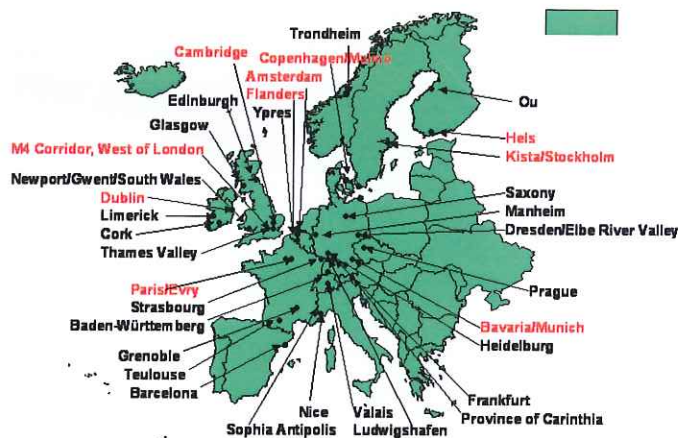 Trondheim
Cambridge
Copenhagen/Malmo
Amsterdam
Flanders
Edinburgh
Ypres
Ou
Glasgow
Hels
M4 Corridor, West of London
Kista/Stockholm
Newport/Gwent/South Wales
Dublin
Saxony
Limerick
Manheim
Cork
Dresden/Elbe River Valley
Thames Valley
Paris/Evry
Prague
Strasbourg
Baden-Württemberg
Bavaria/Munich
Heidelburg
Grenoble
Teulouse
Barcelona
Frankfurt
Nice
Valais
Province of Carinthia
Sophia Antipolis
Ludwigshafen